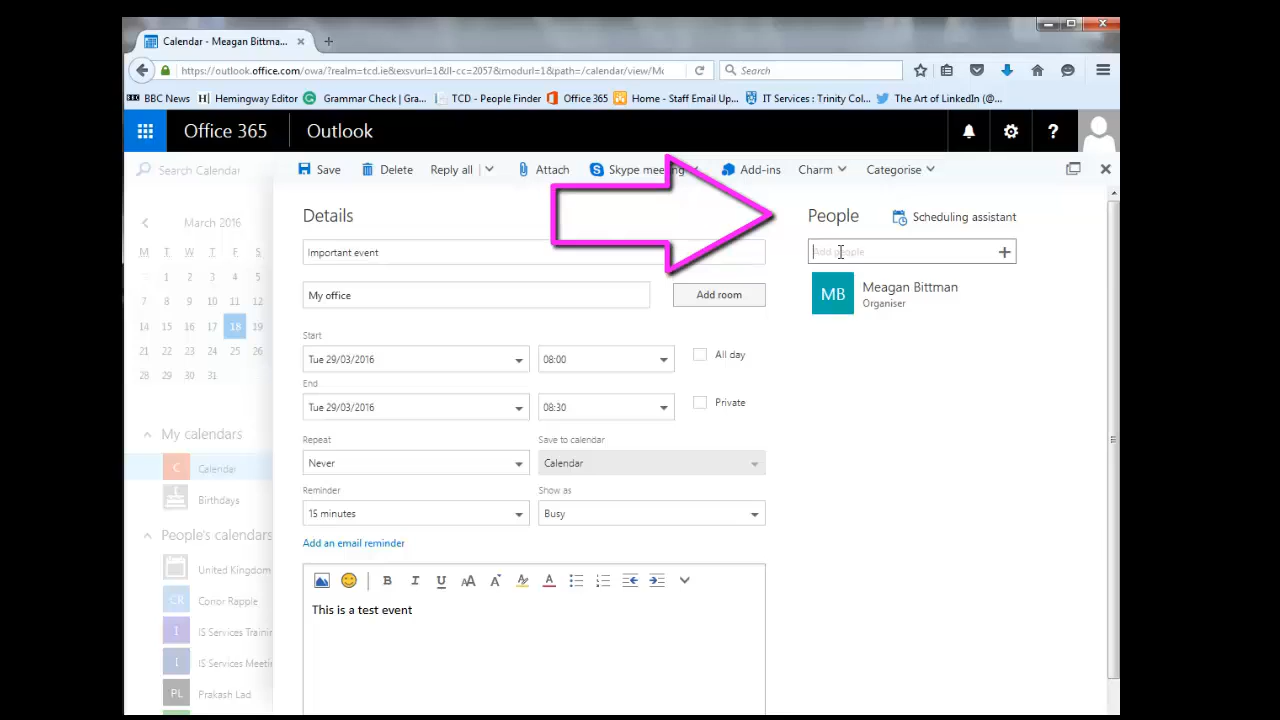 Calendar - Meagan Bittma...
https://outlook.office.com/owa/?realm=tcd.ie&exsvurl=1&ll-cc=2057&modurl=1&path=/calendar/view/Mo
Search
BBC News Hemingway Editor Grammar Check | Gra... TCD - People Finder Office 365 Home - Staff Email Up... IT Services : Trinity Col... The Art of LinkedIn (@...
Office 365 Outlook ?
Search Calendar
Save Delete Reply all Attach Skype meeting Add-ins Charm Categorise
March 2016
M T W T F S
1 2 3 4 5
7 8 9 10 11 12
14 15 16 17 18 19
21 22 23 24 25 26
28 29 30 31
My calendars
C Calendar
Birthdays
People's calendars
United Kingdom
CR Conor Rapple
I IS Services Trainin
I IS Services Meeti
PL Prakash Lad
Details
Important event
My office
Add room
Start
Tue 29/03/2016 08:00 All day
End
Tue 29/03/2016 08:30 Private
Repeat Save to calendar
Never Calendar
Reminder Show as
15 minutes Busy
Add an email reminder
B I U AA A A
This is a test event
People Scheduling assistant
Add people
MB Meagan Bittman
Organiser